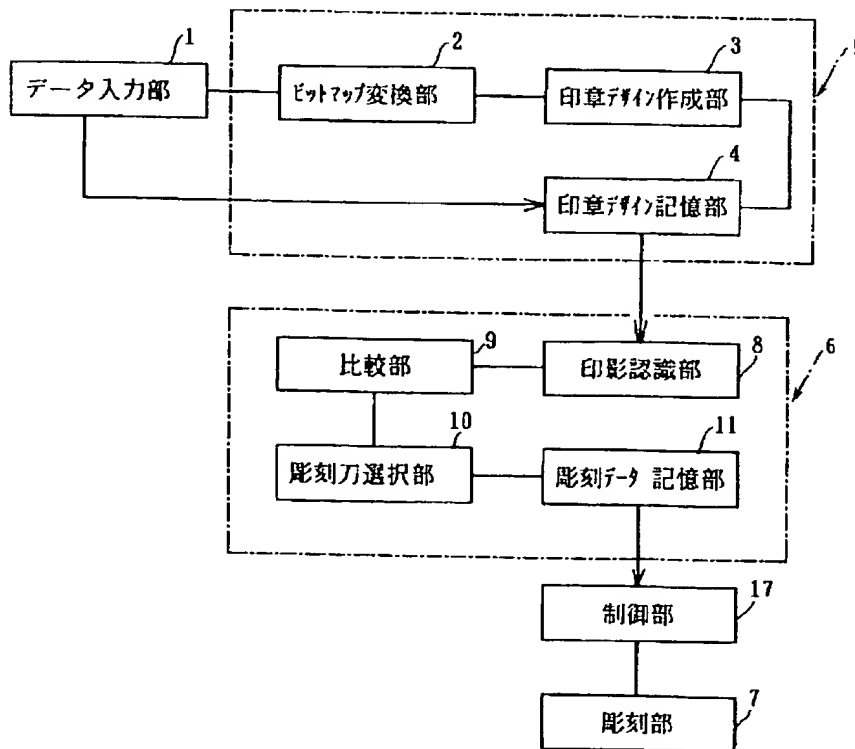 1
データ入力部
2
ビットマップ変換部
3
印章デザイン作成部
4
印章デザイン記憶部
9
比較部
8
印影認識部
6
10
彫刻刀選択部
11
彫刻データ 記憶部
17
制御部
7
彫刻部